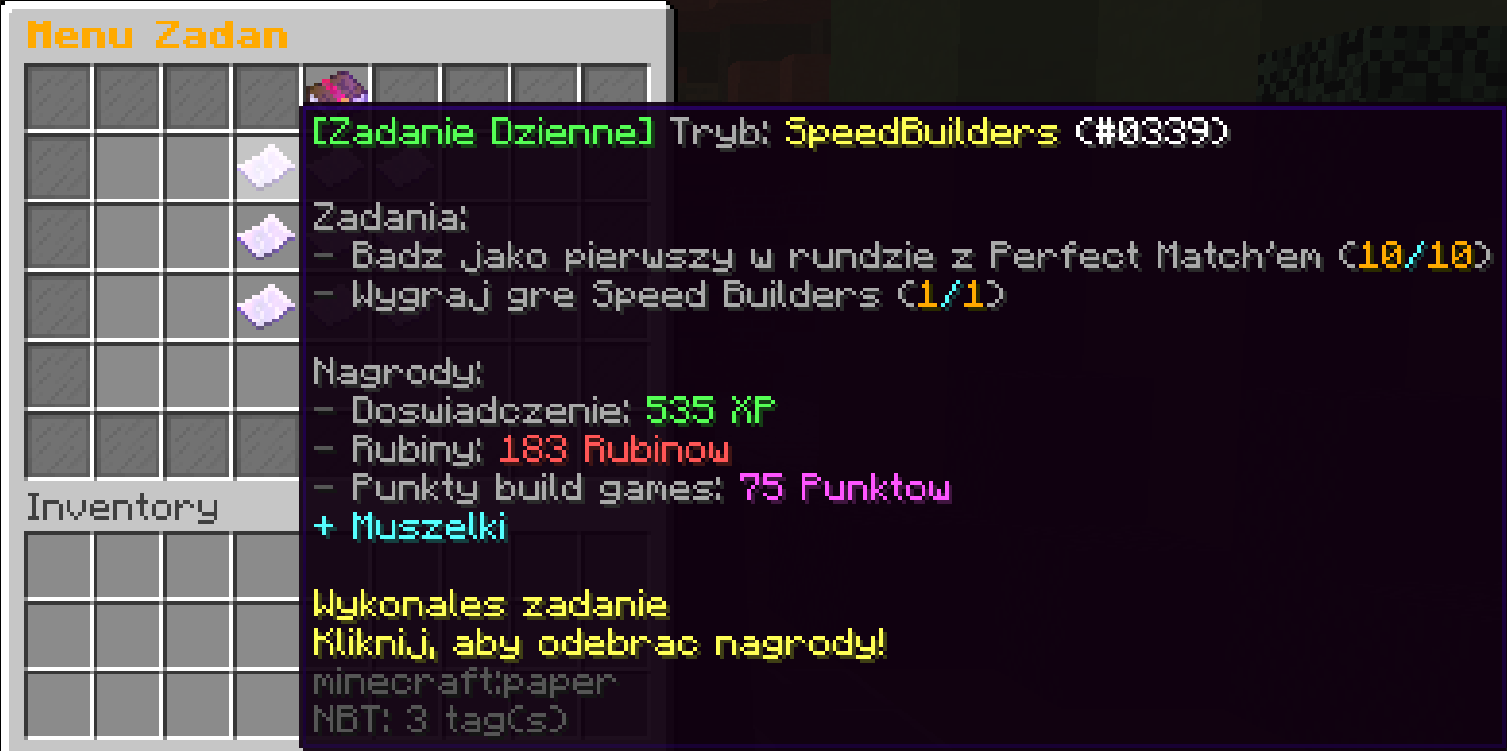 Menu Zadan
[Zadanie Dzienne] Tryb: SpeedBuilders (#0339)
Zadania:
- Badz jako pierwszy w rundzie z Perfect Match'em (10/10)
- Wygraj gre Speed Builders (1/1)
Nagrody:
- Doswiadczenie: 535 XP
- Rubiny: 183 Rubinow
- Punkty build games: 75 Punktow
+ Muszelki
Wykonales zadanie
Kliknij, aby odebrac nagrody!
minecraft:paper
NBT: 3 tag(s)
Inventory